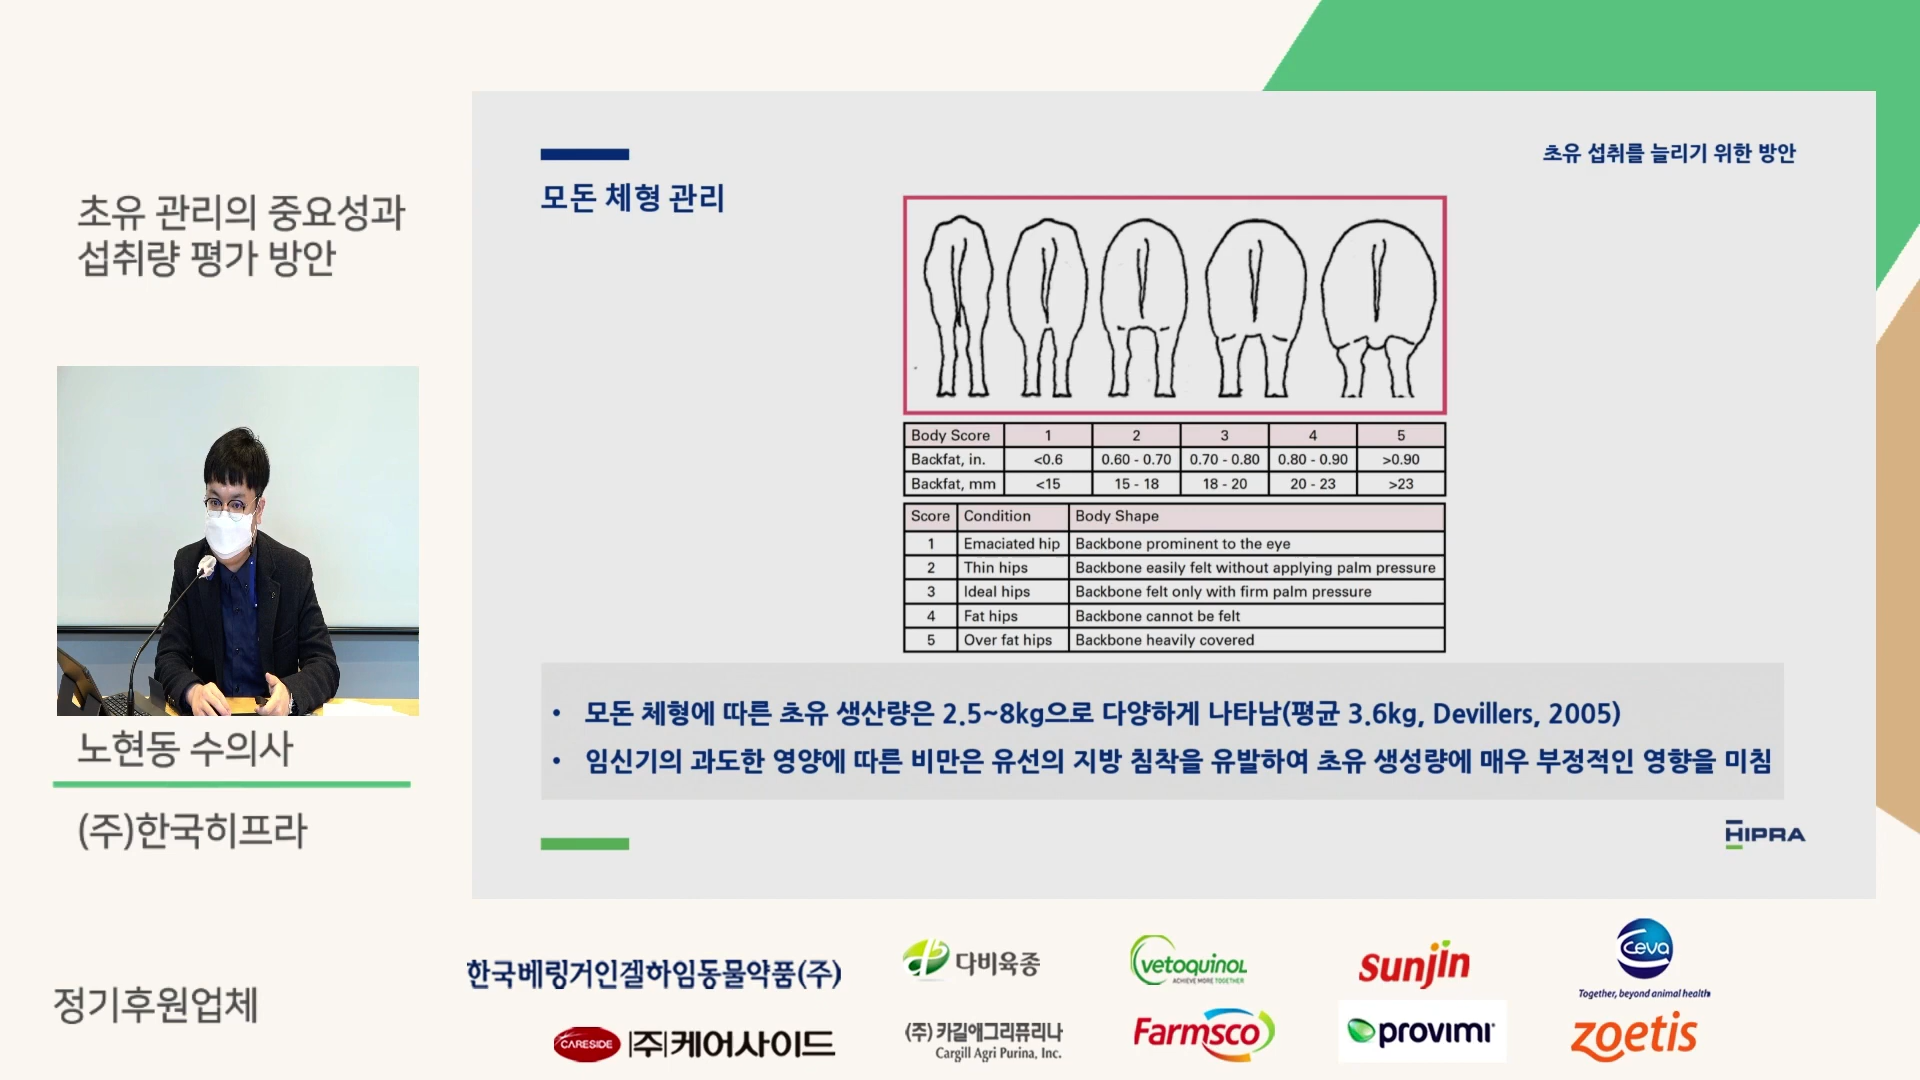 초유 관리의 중요성과
섭취량 평가 방안
노현동 수의사
(주)한국히프라
초유 섭취를 늘리기 위한 방안
모돈 체형 관리
Body Score 1 2 3 4 5
Backfat, in. <0.6 0.60 - 0.70 0.70 - 0.80 0.80 - 0.90 >0.90
Backfat, mm <15 15 - 18 18 - 20 20 - 23 >23
Score Condition Body Shape
1 Emaciated hip Backbone prominent to the eye
2 Thin hips Backbone easily felt without applying palm pressure
3 Ideal hips Backbone felt only with firm palm pressure
4 Fat hips Backbone cannot be felt
5 Over fat hips Backbone heavily covered
• 모돈 체형에 따른 초유 생산량은 2.5~8kg으로 다양하게 나타남(평균 3.6kg, Devillers, 2005)
• 임신기의 과도한 영양에 따른 비만은 유선의 지방 침착을 유발하여 초유 생성량에 매우 부정적인 영향을 미침
HIPRA
정기후원업체
한국베링거인겔하임동물약품(주)
다비육종
vetoquinol
ACHIEVE MORE TOGETHER
sunjin
ceva
Together, beyond animal health
CARESIDE (주)케어사이드
(주) 카길애그리퓨리나
Cargill Agri Purina, Inc.
Farmsco
provimi
zoetis